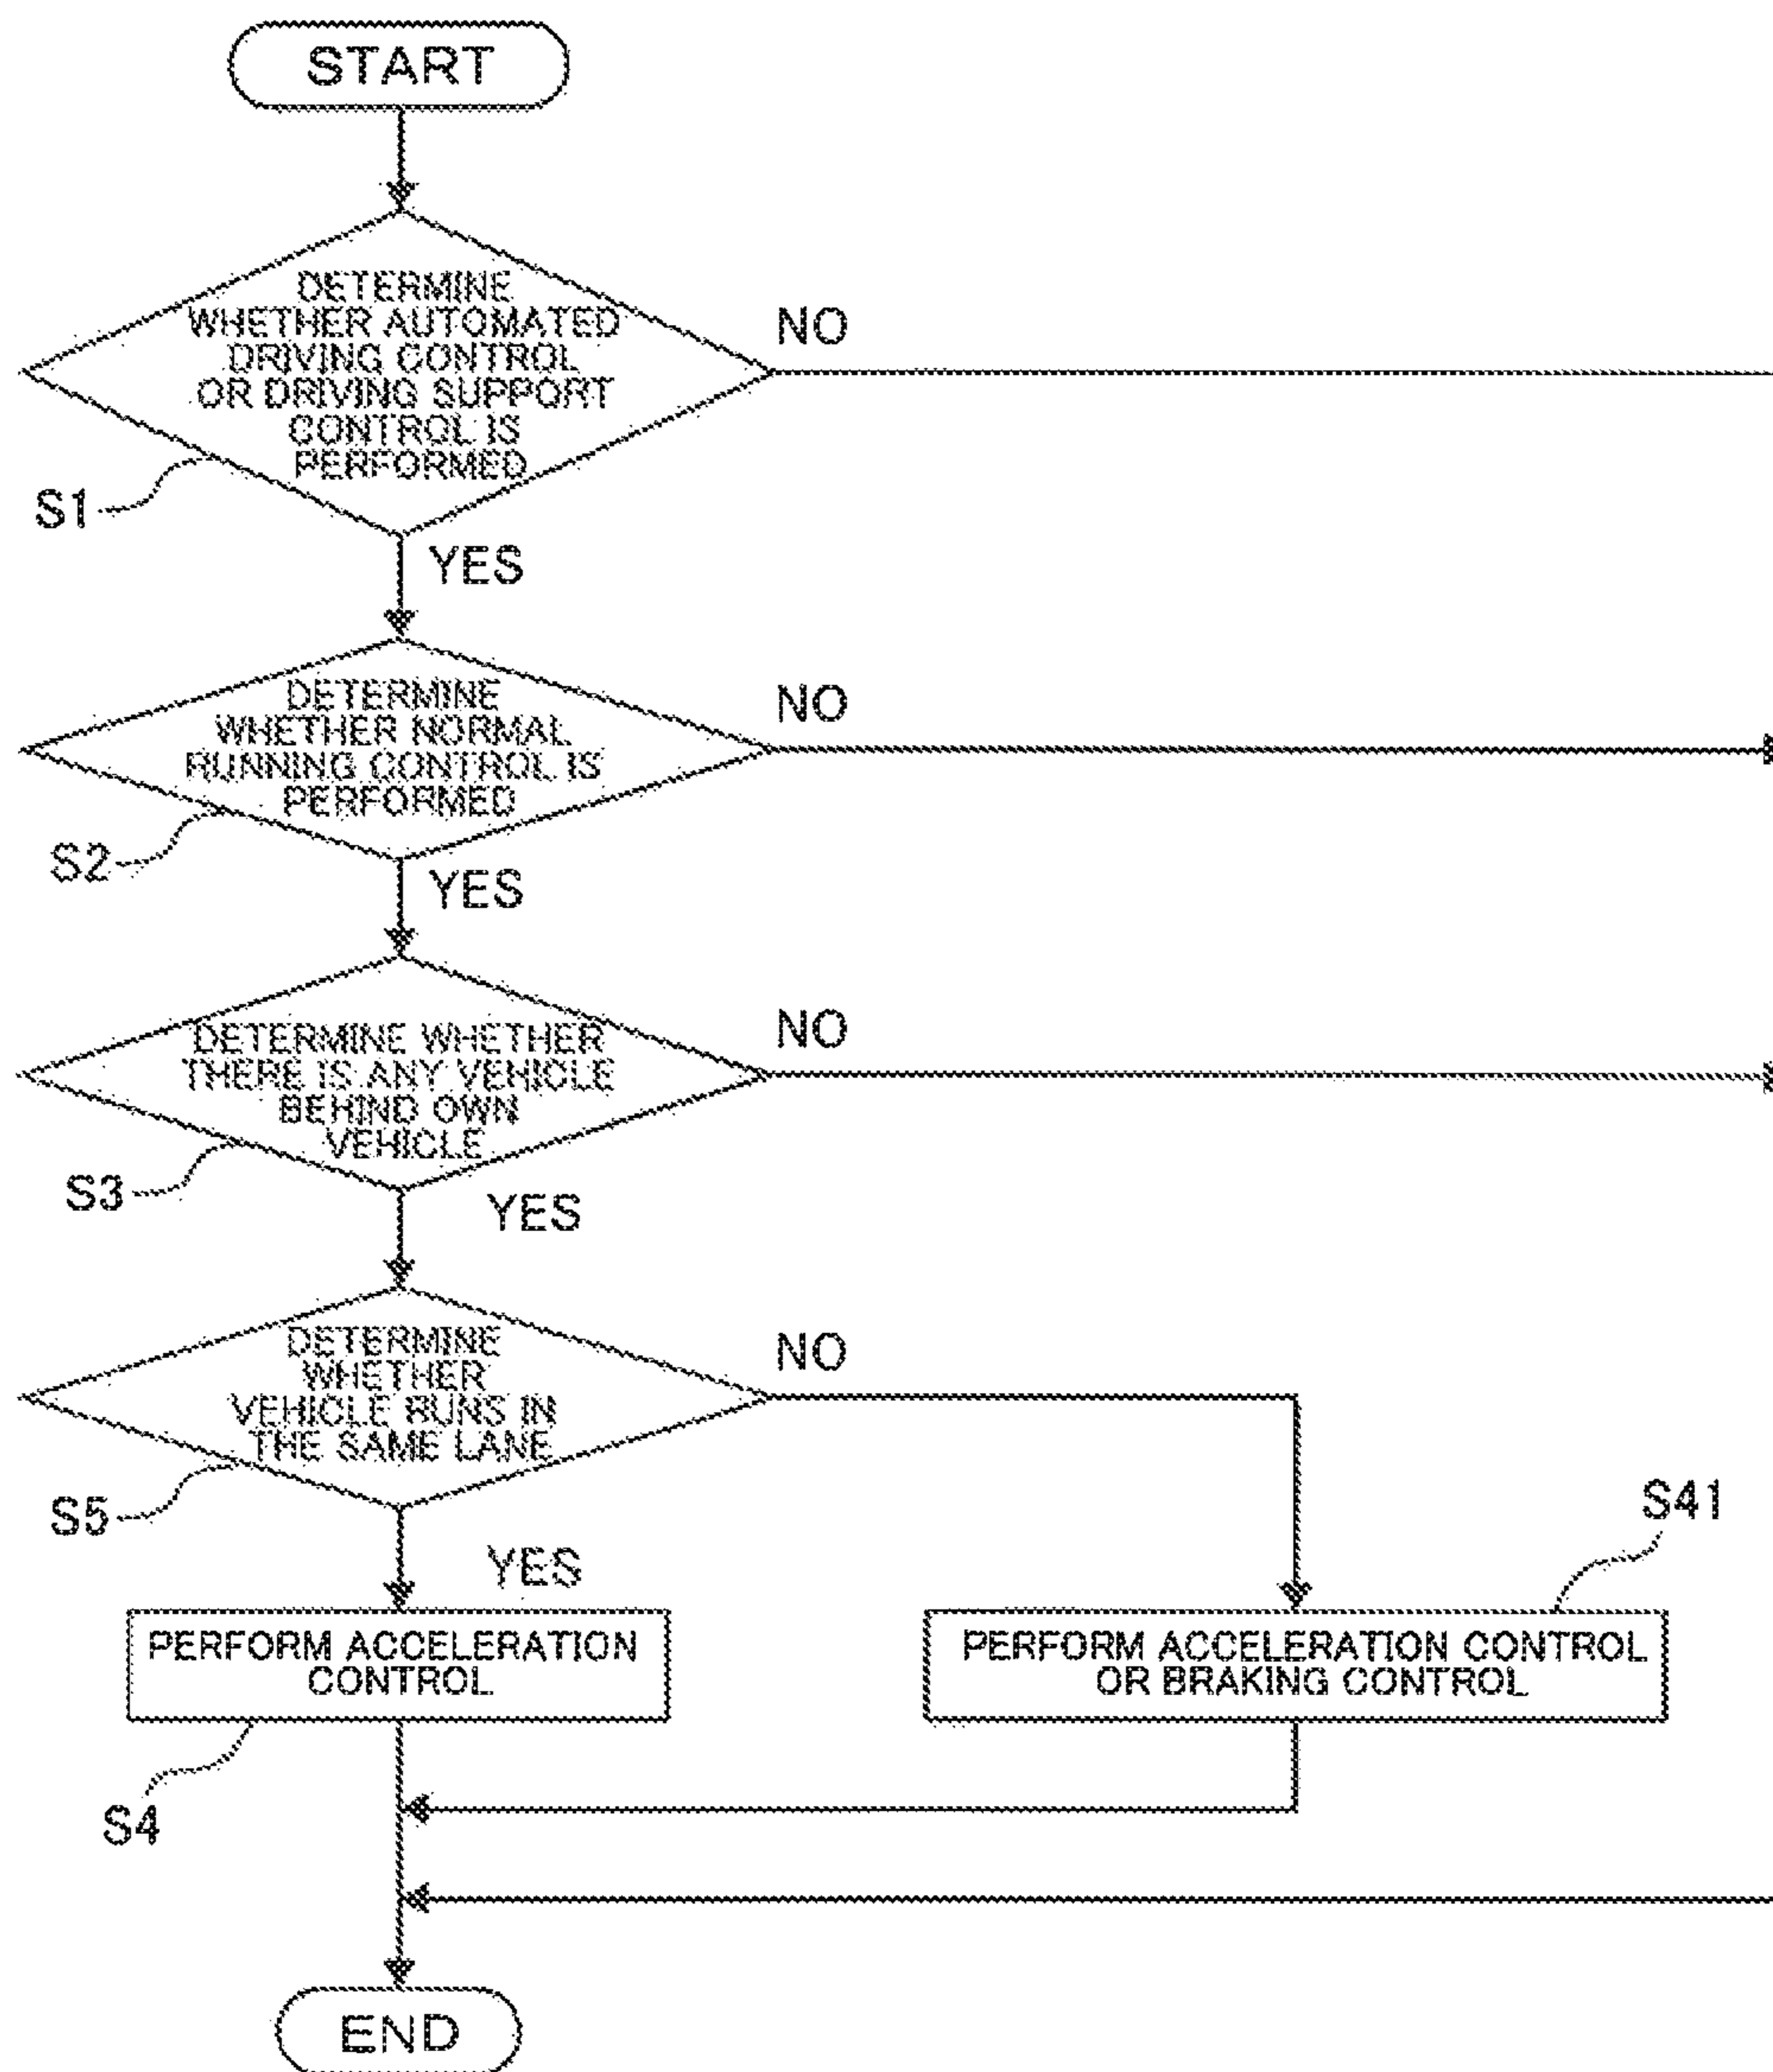 START
DETERMINE
WHETHER AUTOMATED
DRIVING CONTROL
OR DRIVING SUPPORT
CONTROL IS
PERFORMED
NO
S1
YES
DETERMINE
WHETHER NORMAL
RUNNING CONTROL IS
PERFORMED
NO
S2
YES
DETERMINE WHETHER
THERE IS ANY VEHICLE
BEHIND OWN
VEHICLE
NO
S3
YES
DETERMINE
WHETHER
VEHICLE RUNS IN
THE SAME LANE
NO
S5
YES
S41
PERFORM ACCELERATION
CONTROL
PERFORM ACCELERATION CONTROL
OR BRAKING CONTROL
S4
END